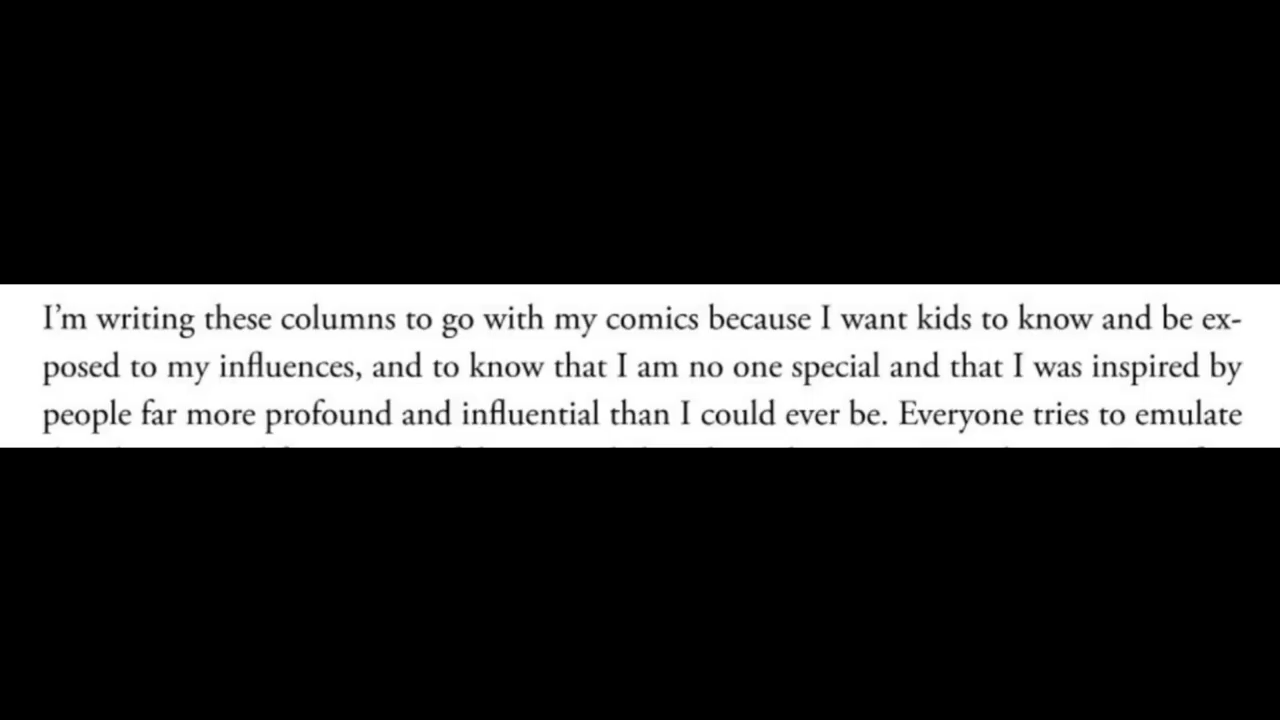 I'm writing these columns to go with my comics because I want kids to know and be ex-
posed to my influences, and to know that I am no one special and that I was inspired by
people far more profound and influential than I could ever be. Everyone tries to emulate